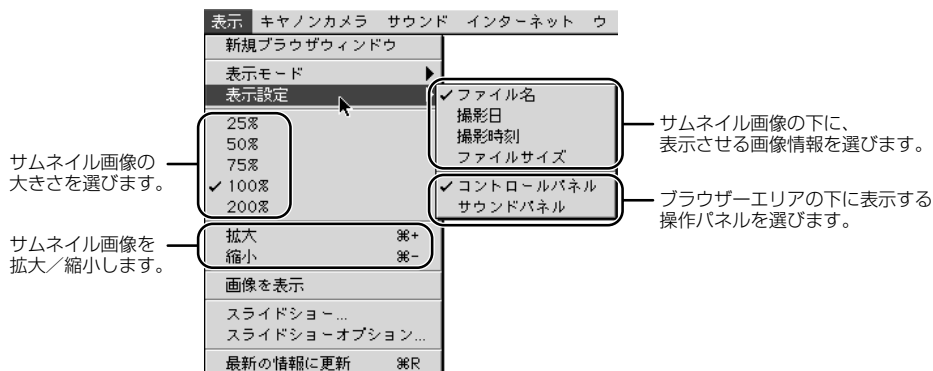 表示 キヤノンカメラ サウンド インターネット ウ
新規ブラウザウィンドウ
表示モード
表示設定
25%
50%
75%
✓100%
200%
拡大 ⌘+
縮小 ⌘-
画像を表示
スライドショー...
スライドショーオプション...
最新の情報に更新 ⌘R
✓ファイル名
撮影日
撮影時刻
ファイルサイズ
✓コントロールパネル
サウンドパネル
サムネイル画像の
大きさを選びます。
サムネイル画像を
拡大／縮小します。
サムネイル画像の下に、
表示させる画像情報を選びます。
ブラウザーエリアの下に表示する
操作パネルを選びます。